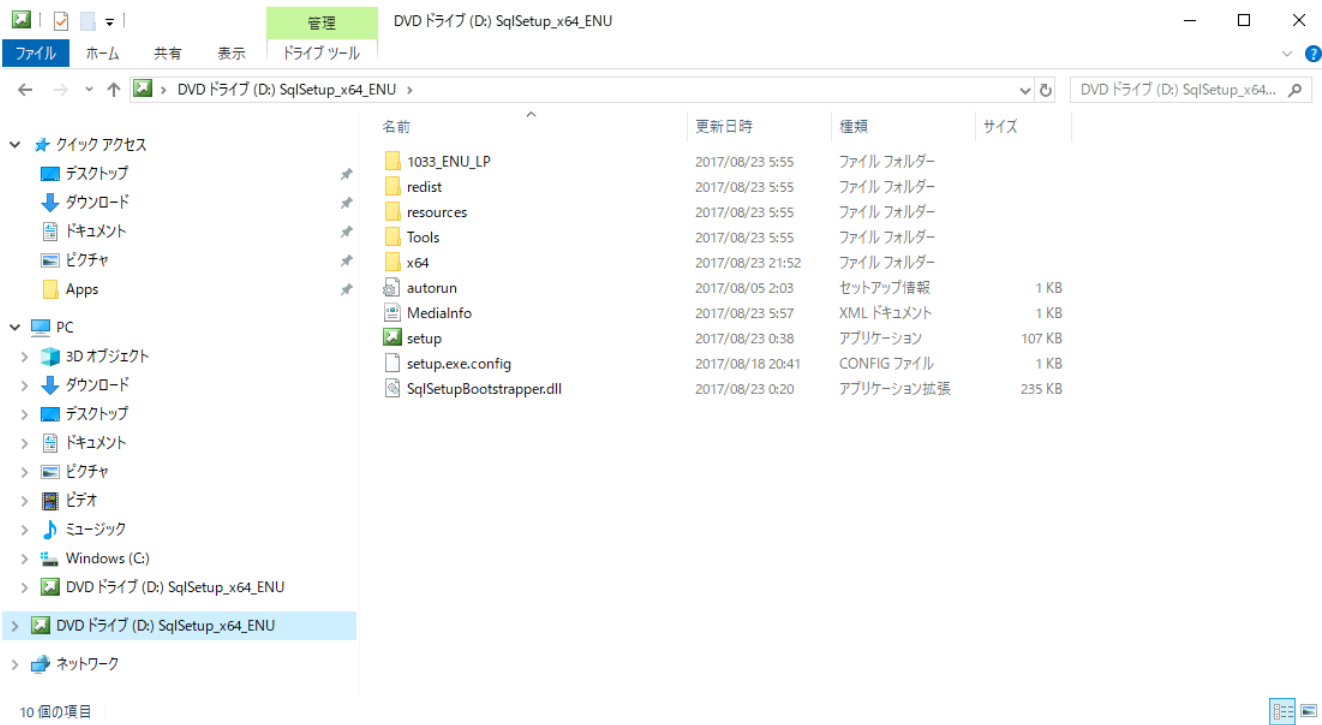 管理 DVD ドライブ (D:) SqlSetup_x64_ENU
ファイル ホーム 共有 表示 ドライブ ツール
DVD ドライブ (D:) SqlSetup_x64_ENU
DVD ドライブ (D:) SqlSetup_x64...
クイック アクセス
デスクトップ
ダウンロード
ドキュメント
ピクチャ
Apps
PC
3D オブジェクト
ダウンロード
デスクトップ
ドキュメント
ピクチャ
ビデオ
ミュージック
Windows (C:)
DVD ドライブ (D:) SqlSetup_x64_ENU
DVD ドライブ (D:) SqlSetup_x64_ENU
ネットワーク
名前 更新日時 種類 サイズ
1033_ENU_LP 2017/08/23 5:55 ファイル フォルダー
redist 2017/08/23 5:55 ファイル フォルダー
resources 2017/08/23 5:55 ファイル フォルダー
Tools 2017/08/23 5:55 ファイル フォルダー
x64 2017/08/23 21:52 ファイル フォルダー
autorun 2017/08/05 2:03 セットアップ情報 1 KB
MediaInfo 2017/08/23 5:57 XML ドキュメント 1 KB
setup 2017/08/23 0:38 アプリケーション 107 KB
setup.exe.config 2017/08/18 20:41 CONFIG ファイル 1 KB
SqlSetupBootstrapper.dll 2017/08/23 0:20 アプリケーション拡張 235 KB
10 個の項目